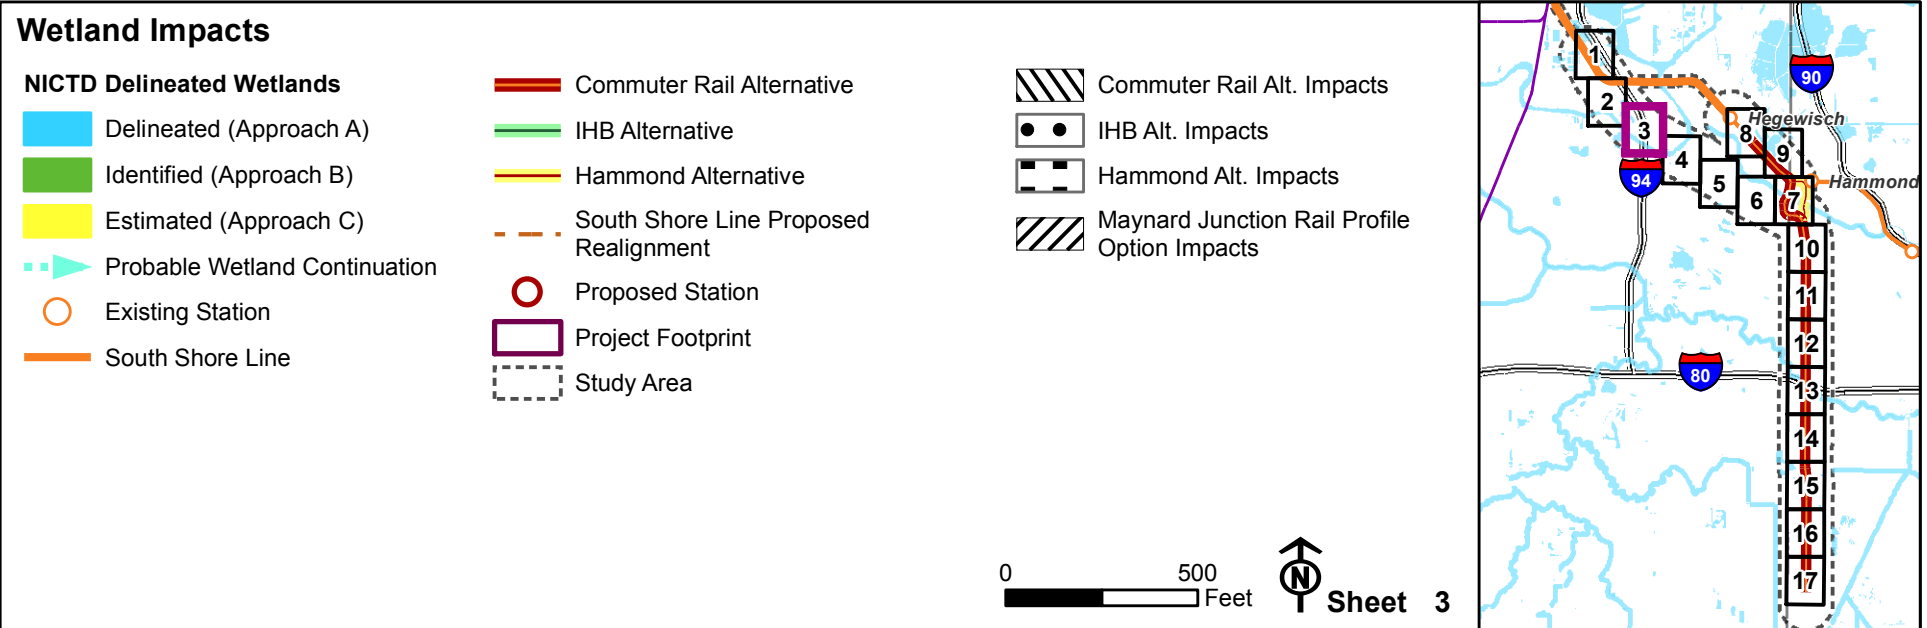 Wetland Impacts
NICTD Delineated Wetlands
Delineated (Approach A)
Identified (Approach B)
Estimated (Approach C)
Probable Wetland Continuation
Existing Station
South Shore Line
Commuter Rail Alternative
IHB Alternative
Hammond Alternative
South Shore Line Proposed
Realignment
Proposed Station
Project Footprint
Study Area
Commuter Rail Alt. Impacts
IHB Alt. Impacts
Hammond Alt. Impacts
Maynard Junction Rail Profile
Option Impacts
0 500
Feet
N
Sheet 3
1
90
2
Hegewisch
3
8
4
9
94
5
Hammond
6
7
10
11
12
80
13
14
15
16
17